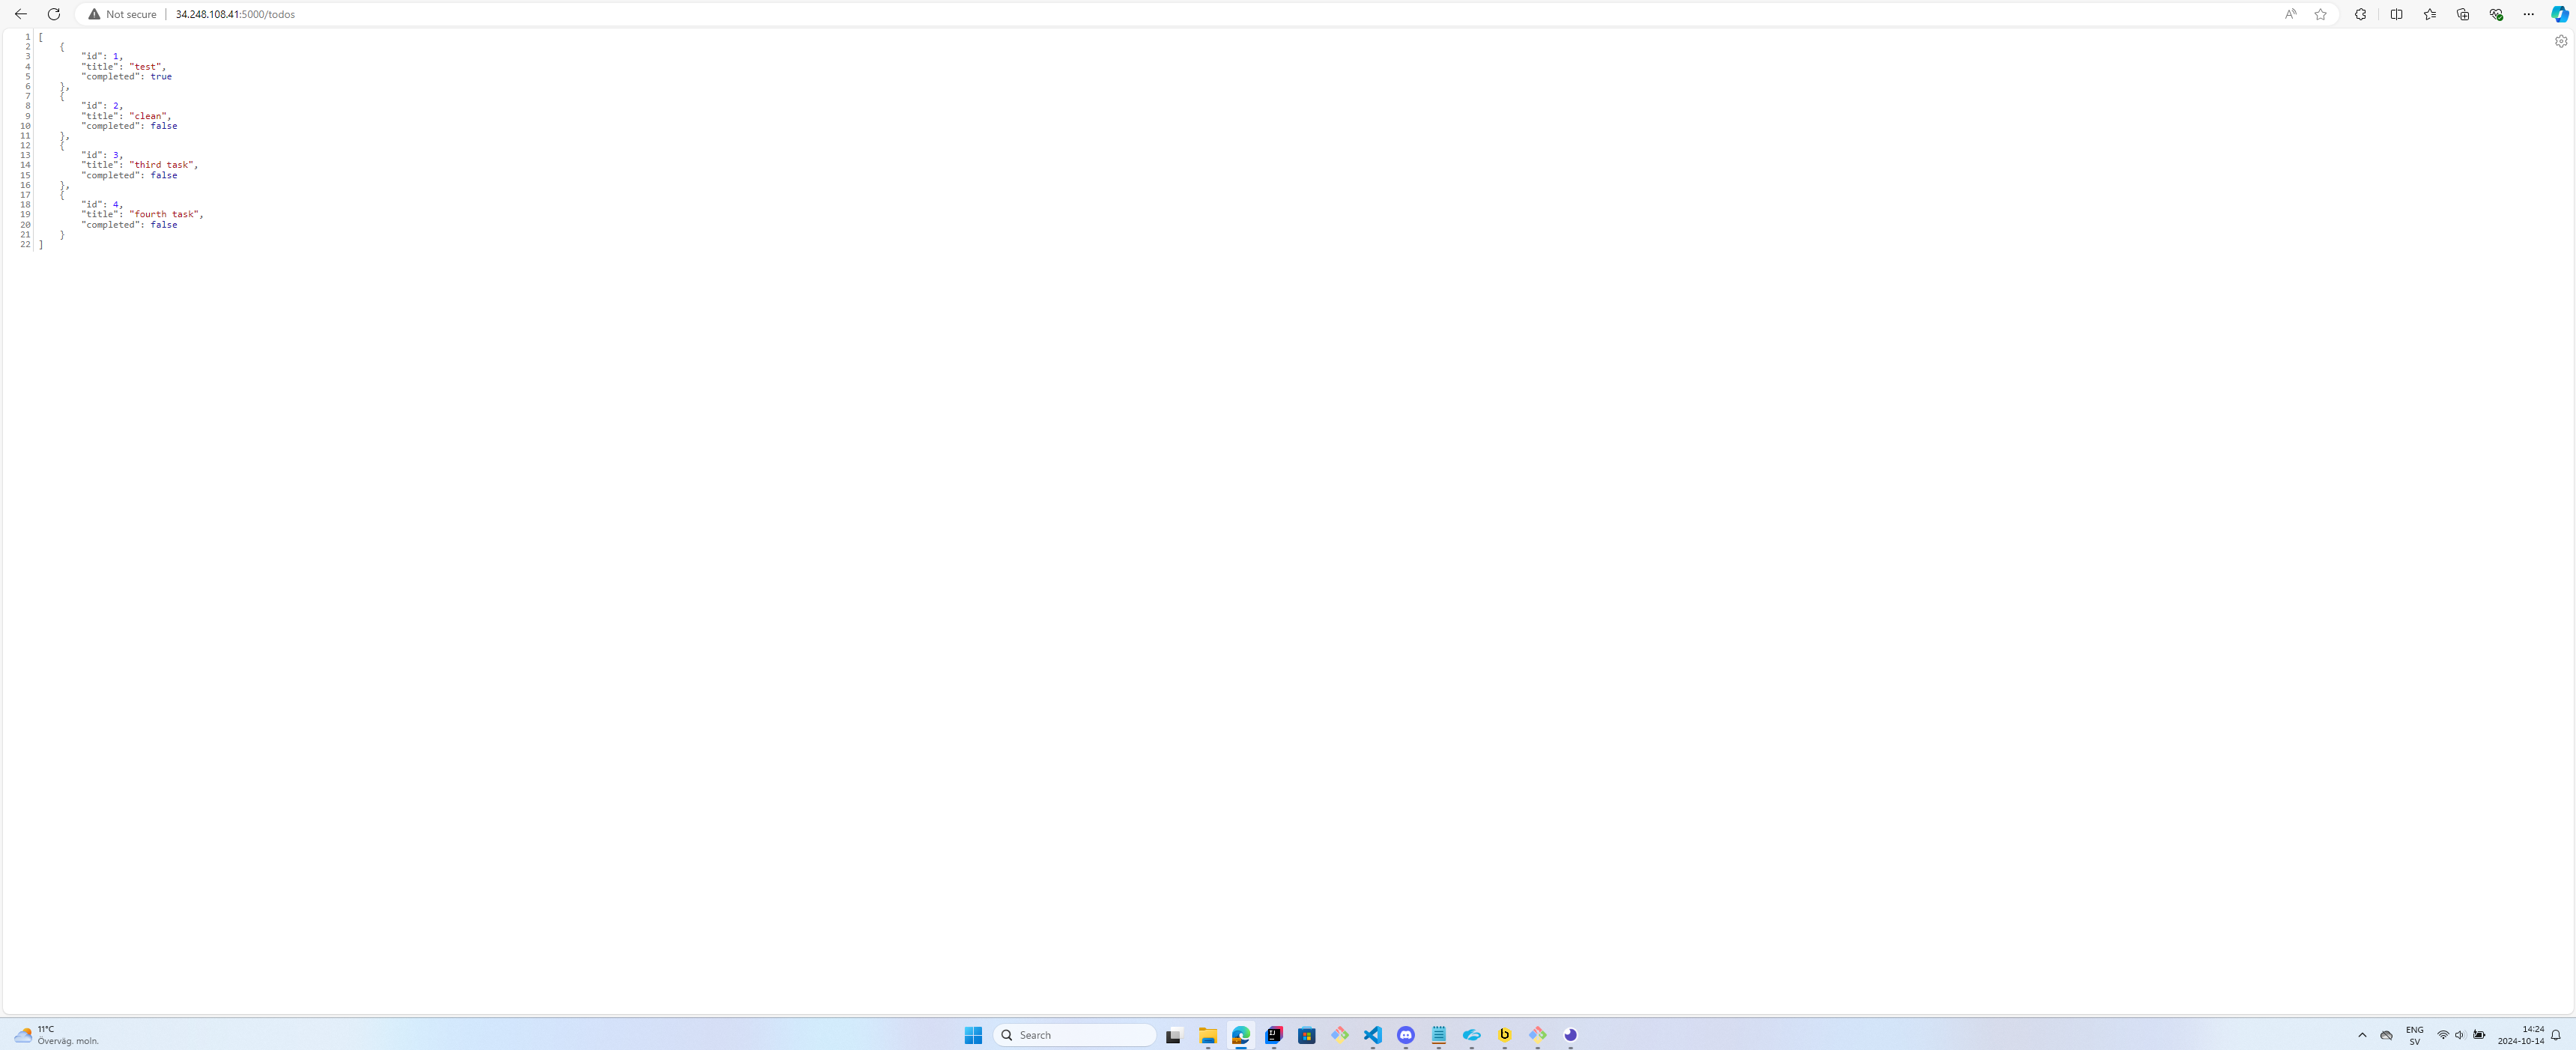 Not secure
34.248.108.41:5000/todos
1 [
2 {
3 "id": 1,
4 "title": "test",
5 "completed": true
6 },
7 {
8 "id": 2,
9 "title": "clean",
10 "completed": false
11 },
12 {
13 "id": 3,
14 "title": "third task",
15 "completed": false
16 },
17 {
18 "id": 4,
19 "title": "fourth task",
20 "completed": false
21 }
22 ]
11°C
Överväg. moln.
Search
ENG
SV
14:24
2024-10-14